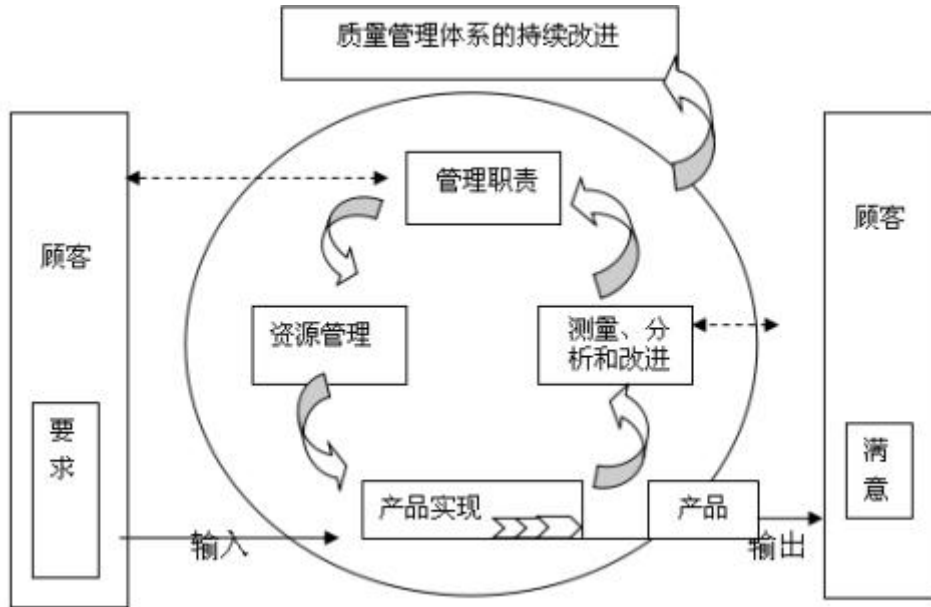 质量管理体系的持续改进
管理职责
顾客
顾客
资源管理
测量、分
析和改进
要
求
满
意
产品实现
产品
输入
输出